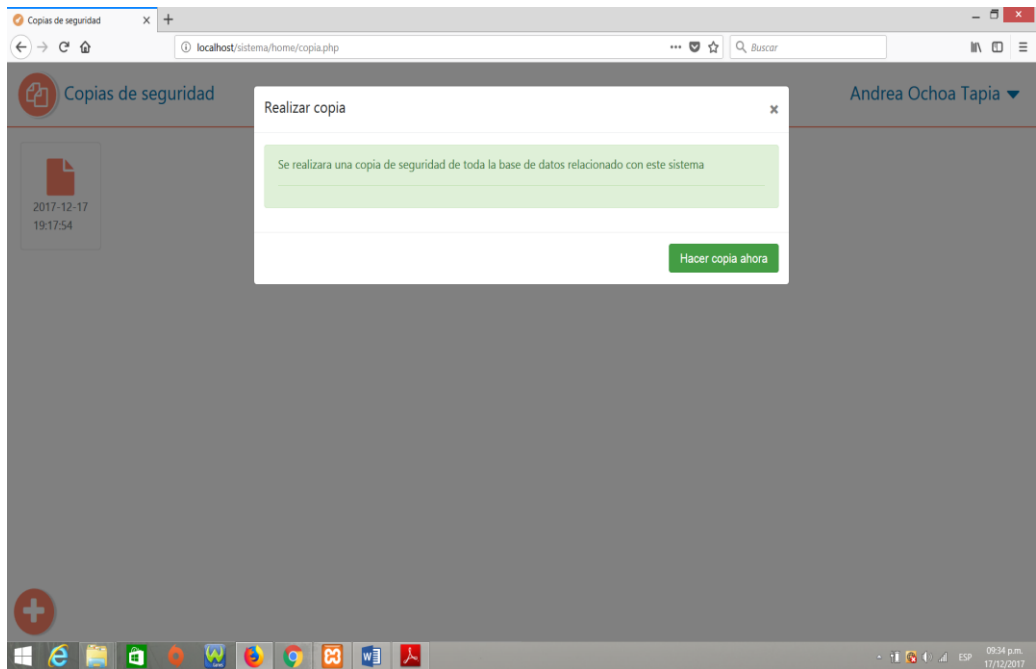 Copias de seguridad
localhost/sistema/home/copia.php
Buscar
Copias de seguridad
Andrea Ochoa Tapia
Realizar copia
Se realizara una copia de seguridad de toda la base de datos relacionado con este sistema
Hacer copia ahora
2017-12-17
19:17:54
ESP
09:34 p.m.
17/12/2017